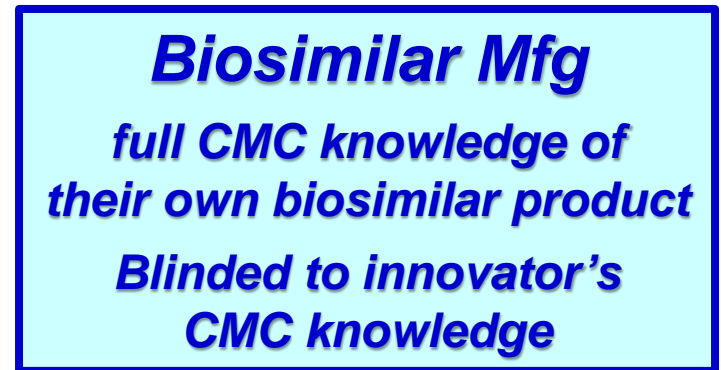 Biosimilar Mfg
full CMC knowledge of
their own biosimilar product
Blinded to innovator’s
CMC knowledge